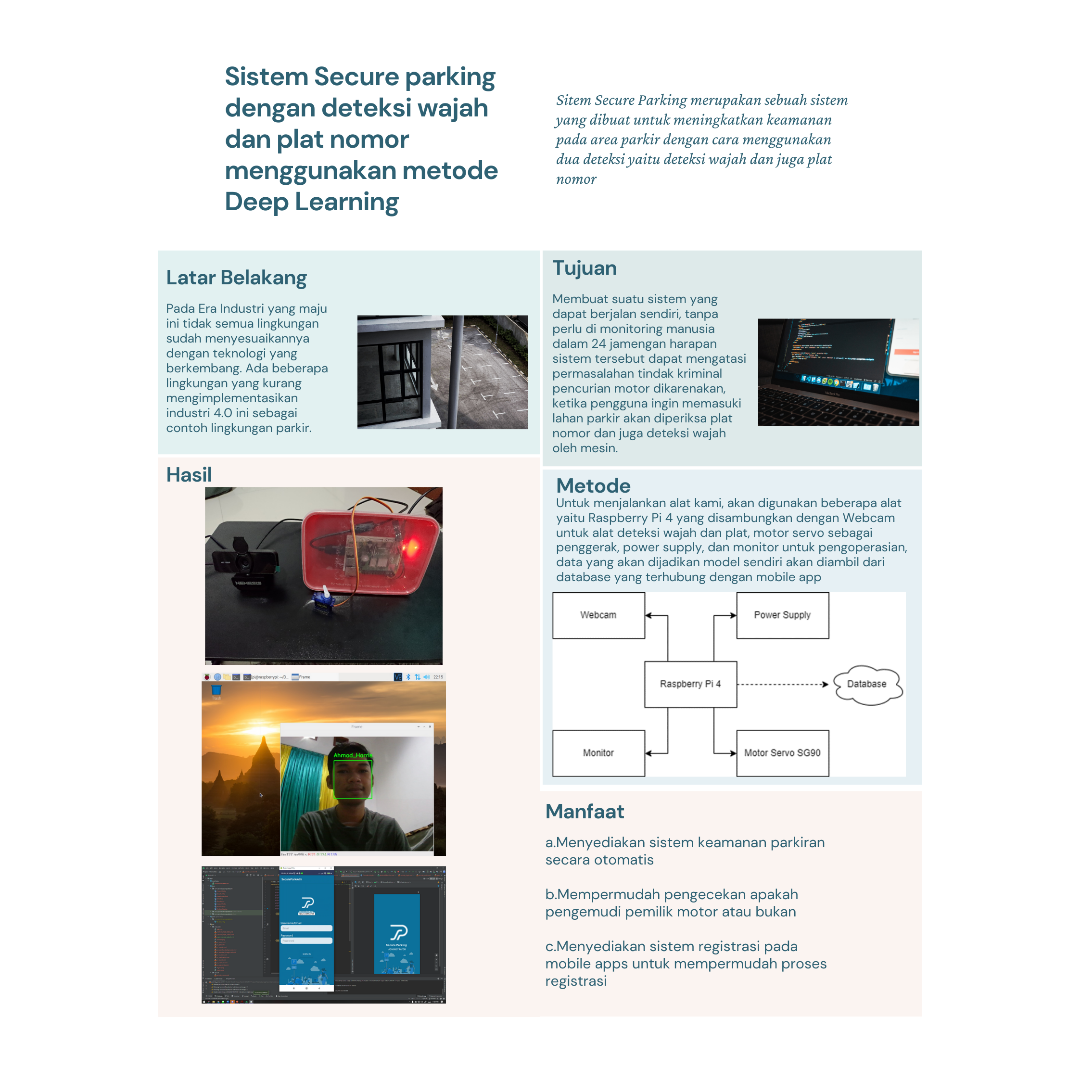 Sistem Secure parking
dengan deteksi wajah
dan plat nomor
menggunakan metode
Deep Learning
Sitem Secure Parking merupakan sebuah sistem
yang dibuat untuk meningkatkan keamanan
pada area parkir dengan cara menggunakan
dua deteksi yaitu deteksi wajah dan juga plat
nomor
Latar Belakang
Pada Era Industri yang maju
ini tidak semua lingkungan
sudah menyesuaikannya
dengan teknologi yang
berkembang. Ada beberapa
lingkungan yang kurang
mengimplementasikan
industri 4.0 ini sebagai
contoh lingkungan parkir.
Tujuan
Membuat suatu sistem yang
dapat berjalan sendiri, tanpa
perlu di monitoring manusia
dalam 24 jamengan harapan
sistem tersebut dapat mengatasi
permasalahan tindak kriminal
pencurian motor dikarenakan,
ketika pengguna ingin memasuki
lahan parkir akan diperiksa plat
nomor dan juga deteksi wajah
oleh mesin.
Hasil
Ahmad_Harris
Secure Parking
Metode
Untuk menjalankan alat kami, akan digunakan beberapa alat
yaitu Raspberry Pi 4 yang disambungkan dengan Webcam
untuk alat deteksi wajah dan plat, motor servo sebagai
penggerak, power supply, dan monitor untuk pengoperasian,
data yang akan dijadikan model sendiri akan diambil dari
database yang terhubung dengan mobile app
Webcam
Power Supply
Raspberry Pi 4
Database
Monitor
Motor Servo SG90
Manfaat
a.Menyediakan sistem keamanan parkiran
secara otomatis
b.Mempermudah pengecekan apakah
pengemudi pemilik motor atau bukan
c.Menyediakan sistem registrasi pada
mobile apps untuk mempermudah proses
registrasi